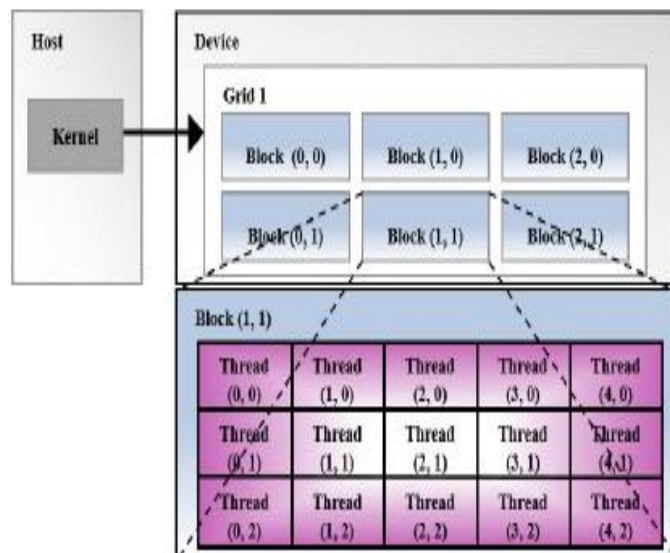 Host
Device
Grid 1
Kernel
Block (0, 0)
Block (1, 0)
Block (2, 0)
Block (0, 1)
Block (1, 1)
Block (2, 1)
Block (1, 1)
Thread
(0, 0)
Thread
(1, 0)
Thread
(2, 0)
Thread
(3, 0)
Thread
(4, 0)
Thread
(0, 1)
Thread
(1, 1)
Thread
(2, 1)
Thread
(3, 1)
Thread
(4, 1)
Thread
(0, 2)
Thread
(1, 2)
Thread
(2, 2)
Thread
(3, 2)
Thread
(4, 2)